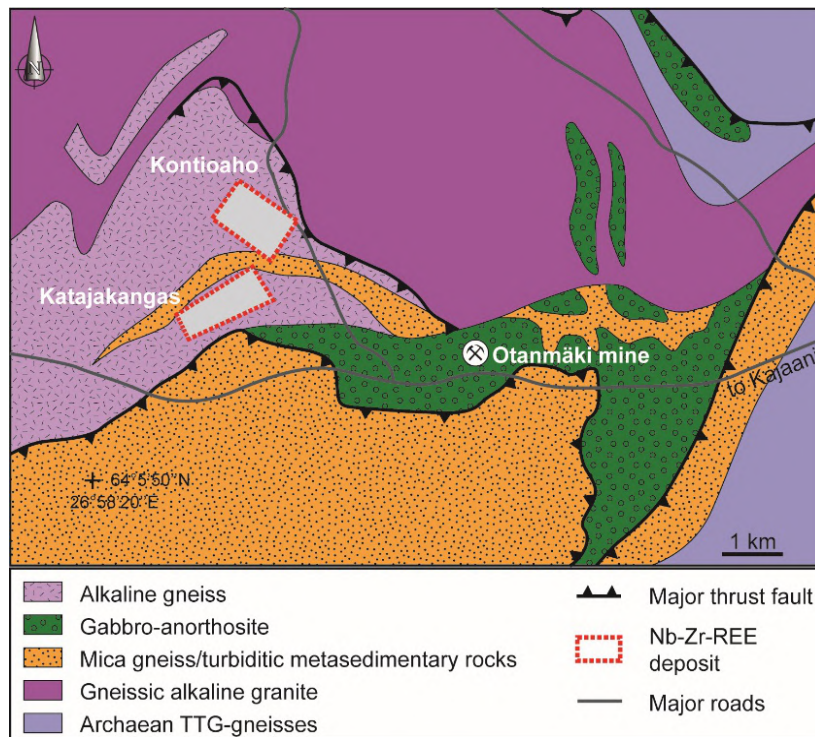 N
Kontioaho
Katajakangas
Otanmäki mine
to Kajaani
64°5'50"N
26°58'20"E
1 km
Alkaline gneiss
Gabbro-anorthosite
Mica gneiss/turbiditic metasedimentary rocks
Gneissic alkaline granite
Archaean TTG-gneisses
Major thrust fault
Nb-Zr-REE
deposit
Major roads